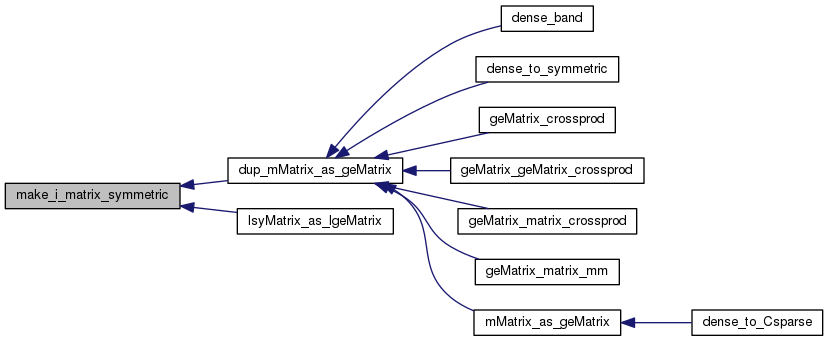 dense_band
dense_to_symmetric
geMatrix_crossprod
dup_mMatrix_as_geMatrix
geMatrix_geMatrix_crossprod
make_i_matrix_symmetric
lsyMatrix_as_lgeMatrix
geMatrix_matrix_crossprod
geMatrix_matrix_mm
mMatrix_as_geMatrix
dense_to_Csparse